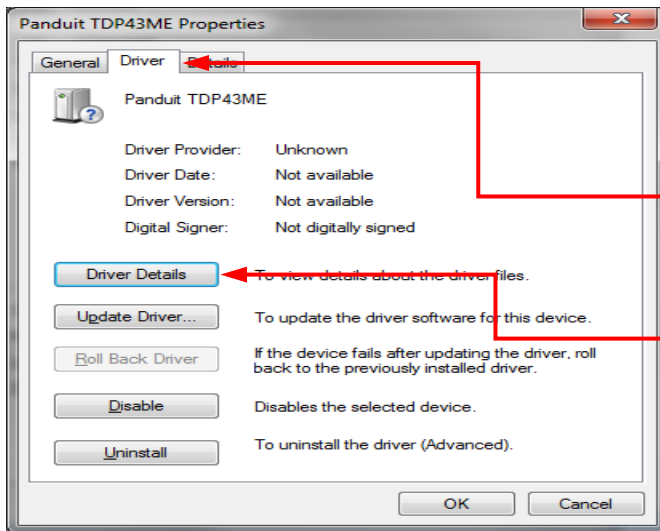 Panduit TDP43ME Properties
General Driver Details
Panduit TDP43ME
Driver Provider: Unknown
Driver Date: Not available
Driver Version: Not available
Digital Signer: Not digitally signed
Driver Details To view details about the driver files.
Update Driver... To update the driver software for this device.
Roll Back Driver If the device fails after updating the driver, roll
back to the previously installed driver.
Disable Disables the selected device.
Uninstall To uninstall the driver (Advanced).
OK Cancel